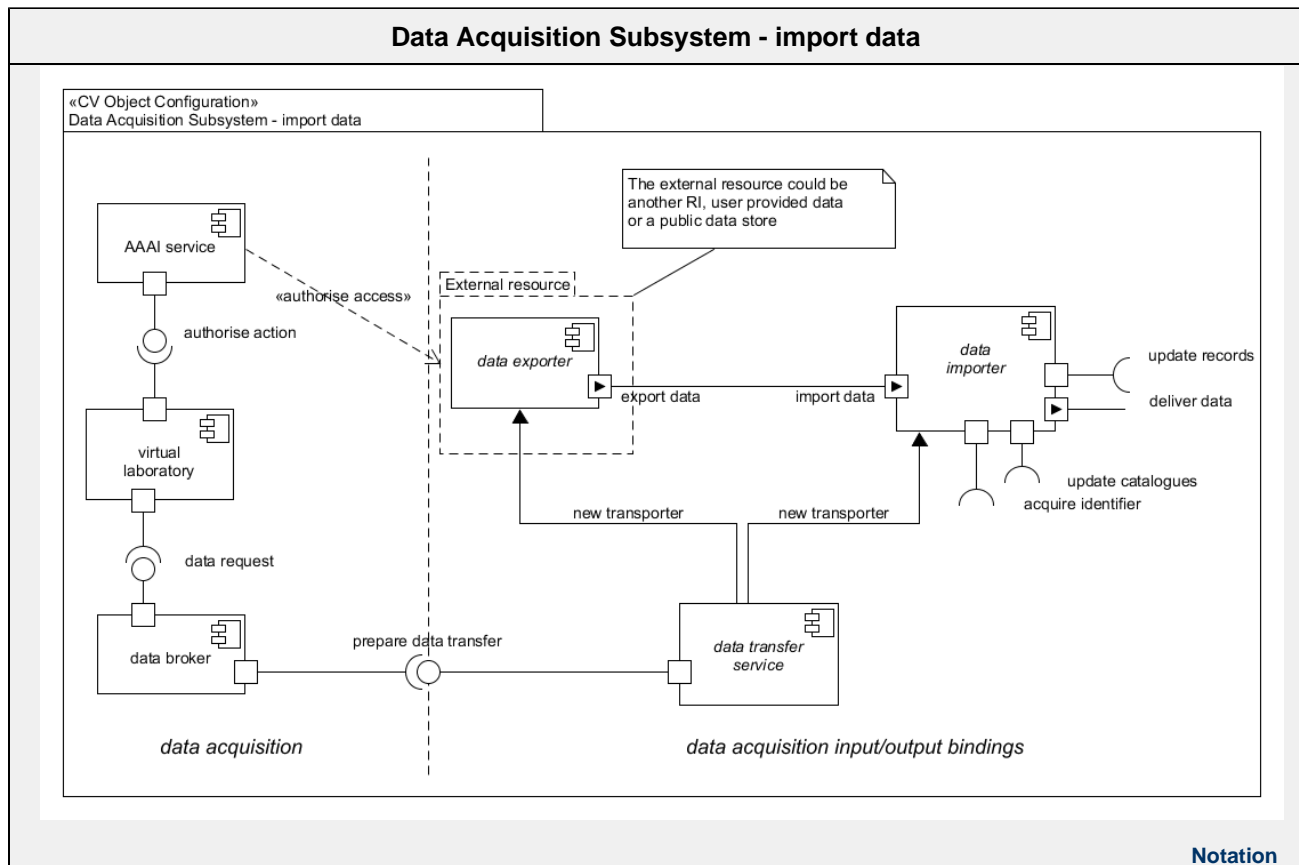 Data Acquisition Subsystem - import data
«CV Object Configuration»
Data Acquisition Subsystem - import data
The external resource could be
another RI, user provided data
or a public data store
AAAI service
«authorise access»
External resource
authorise action
data exporter
data
importer
update records
export data
import data
deliver data
virtual
laboratory
update catalogues
acquire identifier
new transporter
new transporter
data request
prepare data transfer
data broker
data transfer
service
data acquisition
data acquisition input/output bindings
Notation